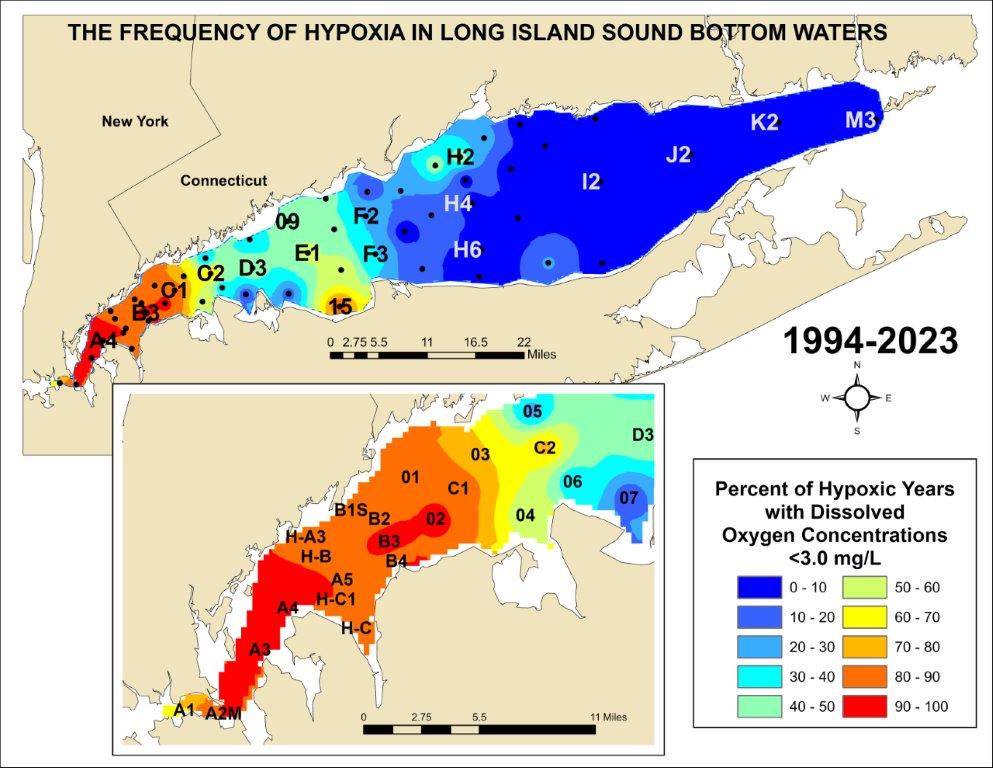 THE FREQUENCY OF HYPOXIA IN LONG ISLAND SOUND BOTTOM WATERS
New York
Connecticut
K2
M3
J2
I2
H2
H4
H6
F2
F3
09
E1
D3
C2
C1
B3
15
A4
0 2.75 5.5 11 16.5 22
Miles
1994-2023
N
W E
S
05
D3
03
C2
01
C1
06
07
B1S
B2
02
04
H-A3
B3
H-B
B4
A5
H-C1
A4
H-C
A3
A1
A2M
0 2.75 5.5 11 Miles
Percent of Hypoxic Years
with Dissolved
Oxygen Concentrations
<3.0 mg/L
0 - 10 50 - 60
10 - 20 60 - 70
20 - 30 70 - 80
30 - 40 80 - 90
40 - 50 90 - 100